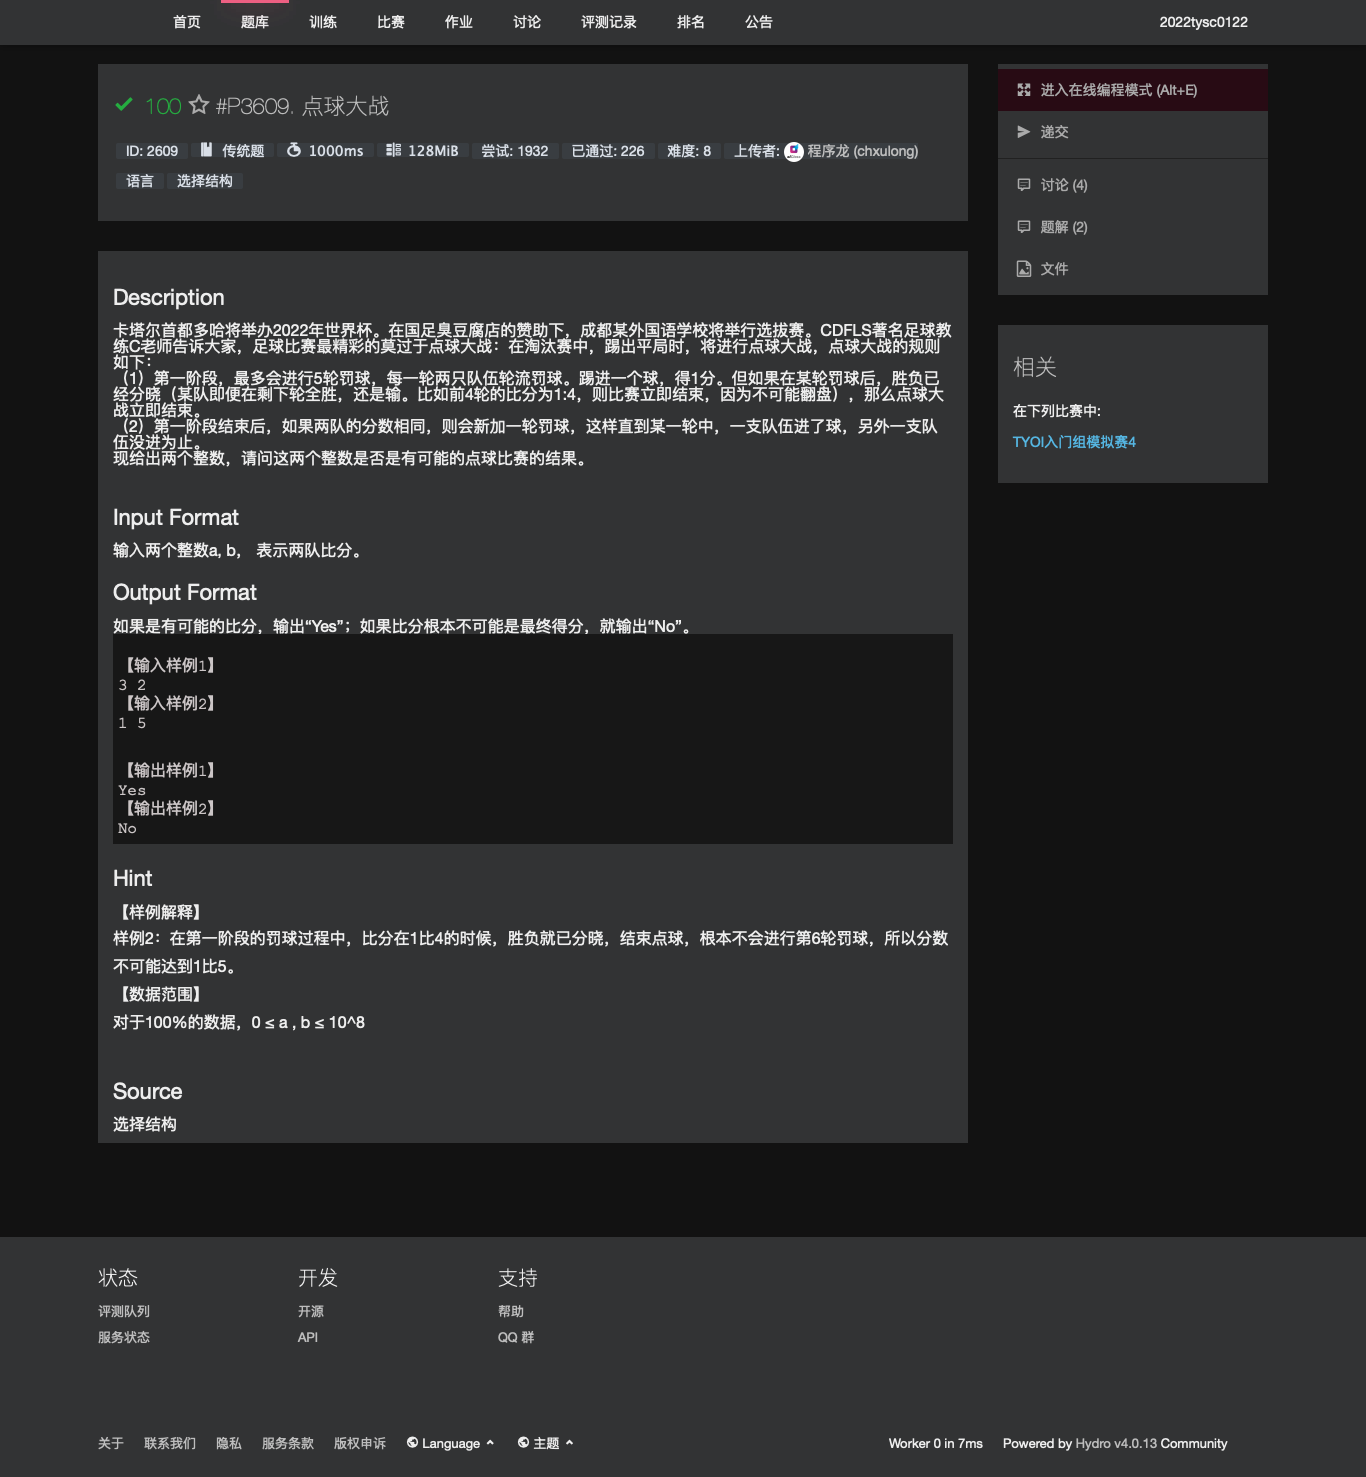 首页 题库 训练 比赛 作业 讨论 评测记录 排名 公告 2022tysc0122
100 #P3609. 点球大战
ID: 2609 传统题 1000ms 128MiB 尝试: 1932 已通过: 226 难度: 8 上传者: 程序龙 (chxulong)
语言 选择结构
Description
卡塔尔首都多哈将举办2022年世界杯。在国足臭豆腐店的赞助下，成都某外国语学校将举行选拔赛。CDFLS著名足球教
练C老师告诉大家，足球比赛最精彩的莫过于点球大战：在淘汰赛中，踢出平局时，将进行点球大战，点球大战的规则
如下：
（1）第一阶段，最多会进行5轮罚球，每一轮两只队伍轮流罚球。踢进一个球，得1分。但如果在某轮罚球后，胜负已
经分晓（某队即便在剩下轮全胜，还是输。比如前4轮的比分为1:4，则比赛立即结束，因为不可能翻盘），那么点球大
战立即结束。
（2）第一阶段结束后，如果两队的分数相同，则会新加一轮罚球，这样直到某一轮中，一支队伍进了球，另外一支队
伍没进为止。
现给出两个整数，请问这两个整数是否是有可能的点球比赛的结果。
Input Format
输入两个整数a, b， 表示两队比分。
Output Format
如果是有可能的比分，输出“Yes”；如果比分根本不可能是最终得分，就输出“No”。
【输入样例1】
3 2
【输入样例2】
1 5
【输出样例1】
Yes
【输出样例2】
No
Hint
【样例解释】
样例2：在第一阶段的罚球过程中，比分在1比4的时候，胜负就已分晓，结束点球，根本不会进行第6轮罚球，所以分数
不可能达到1比5。
【数据范围】
对于100%的数据，0 ≤ a , b ≤ 10^8
Source
选择结构
进入在线编程模式 (Alt+E)
递交
讨论 (4)
题解 (2)
文件
相关
在下列比赛中:
TYOI入门组模拟赛4
状态 开发 支持
评测队列 开源 帮助
服务状态 API QQ 群
关于 联系我们 隐私 服务条款 版权申诉 Language 主题 Worker 0 in 7ms Powered by Hydro v4.0.13 Community